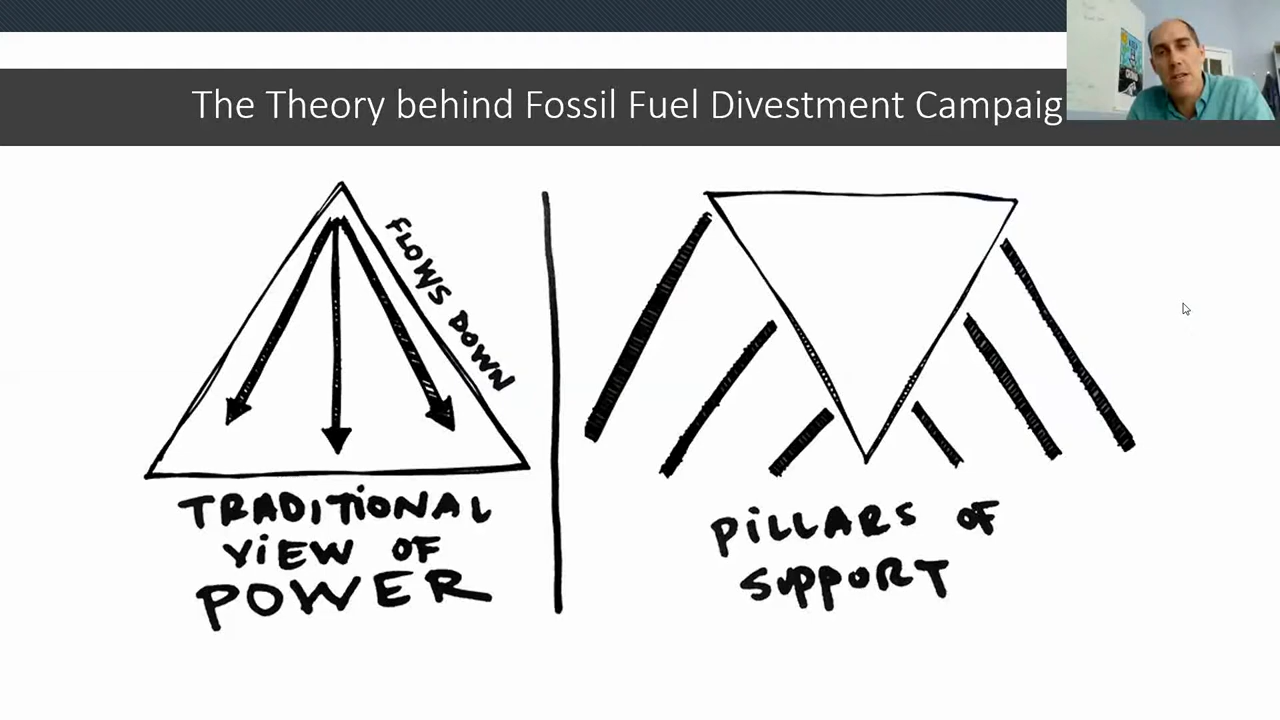 The Theory behind Fossil Fuel Divestment Campaig
FLOWS DOWN
TRADITIONAL
VIEW OF
POWER
PILLARS OF
SUPPORT